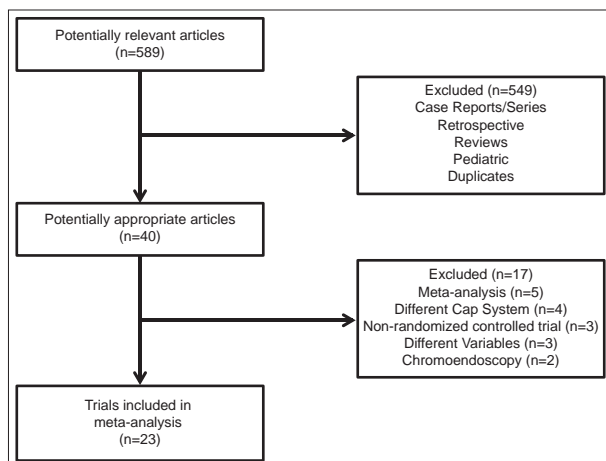 Potentially relevant articles
(n=589)
Excluded (n=549)
Case Reports/Series
Retrospective
Reviews
Pediatric
Duplicates
Potentially appropriate articles
(n=40)
Excluded (n=17)
Meta-analysis (n=5)
Different Cap System (n=4)
Non-randomized controlled trial (n=3)
Different Variables (n=3)
Chromoendoscopy (n=2)
Trials included in
meta-analysis
(n=23)